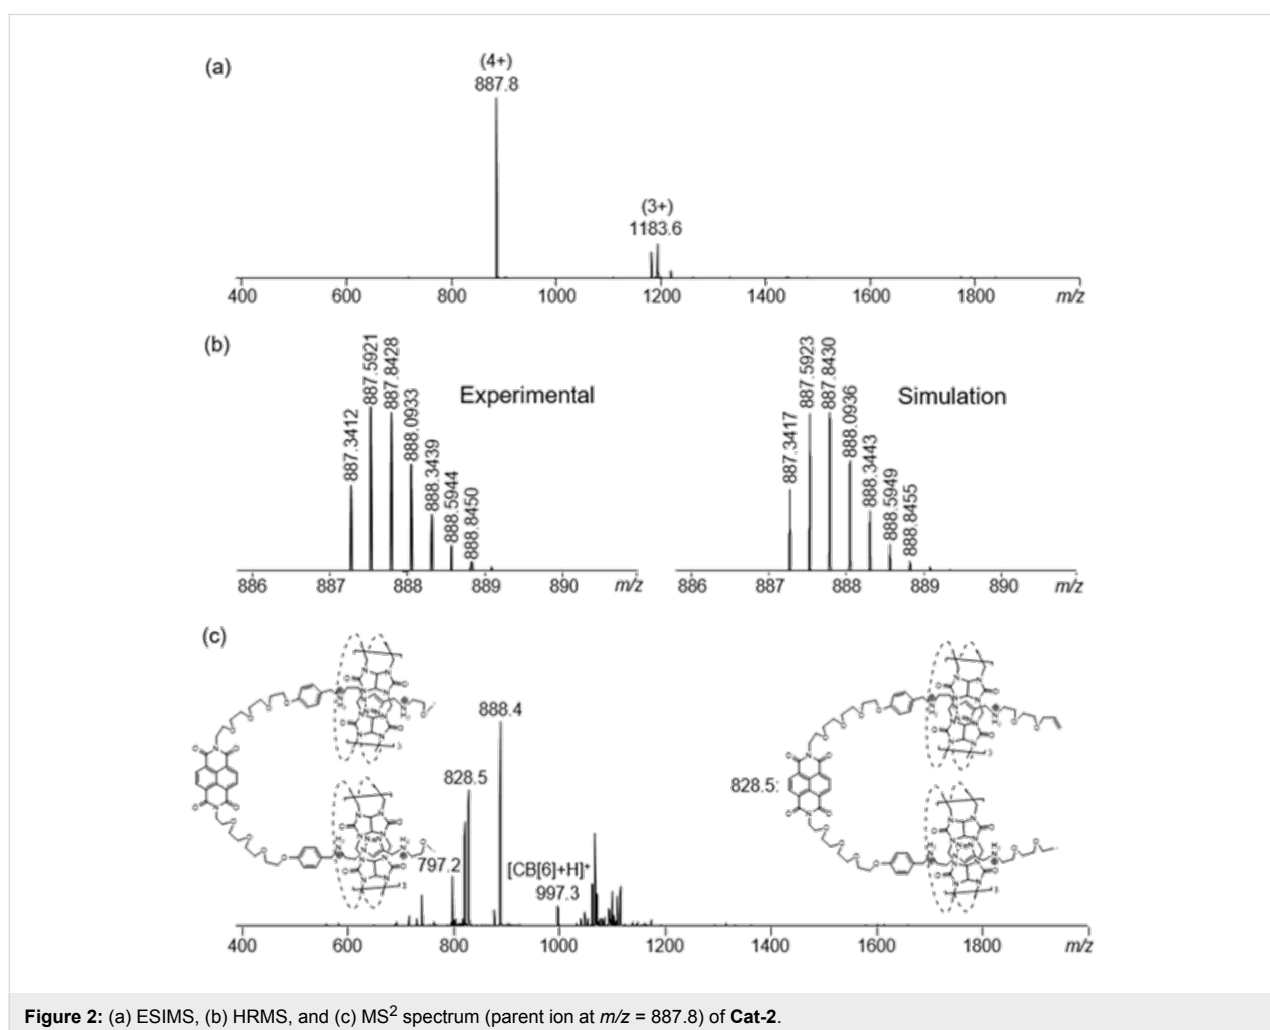 (a)
(4+)
887.8
(3+)
1183.6
400 600 800 1000 1200 1400 1600 1800 m/z
(b)
887.3412
887.5921
887.8428
888.0933
888.3439
888.5944
888.8450
Experimental
886 887 888 889 890 m/z
887.3417
887.5923
887.8430
888.0936
888.3443
888.5949
888.8455
Simulation
886 887 888 889 890 m/z
(c)
888.4
828.5
797.2
[CB[6]+H]+
997.3
828.5:
400 600 800 1000 1200 1400 1600 1800 m/z
Figure 2: (a) ESIMS, (b) HRMS, and (c) MS2 spectrum (parent ion at m/z = 887.8) of Cat-2.